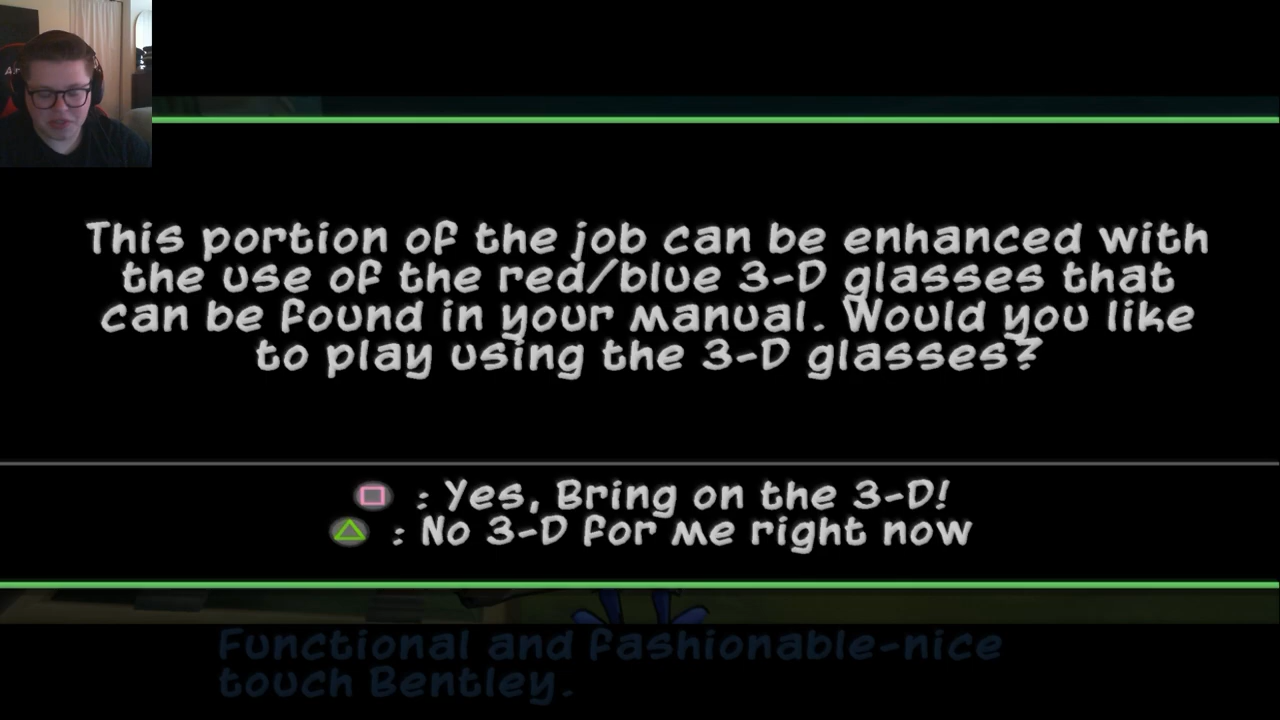 This portion of the job can be enhanced with
the use of the red/blue 3-D glasses that
can be found in your manual. Would you like
to play using the 3-D glasses?
: Yes, Bring on the 3-D!
: No 3-D for me right now
Functional and fashionable-nice
touch Bentley.